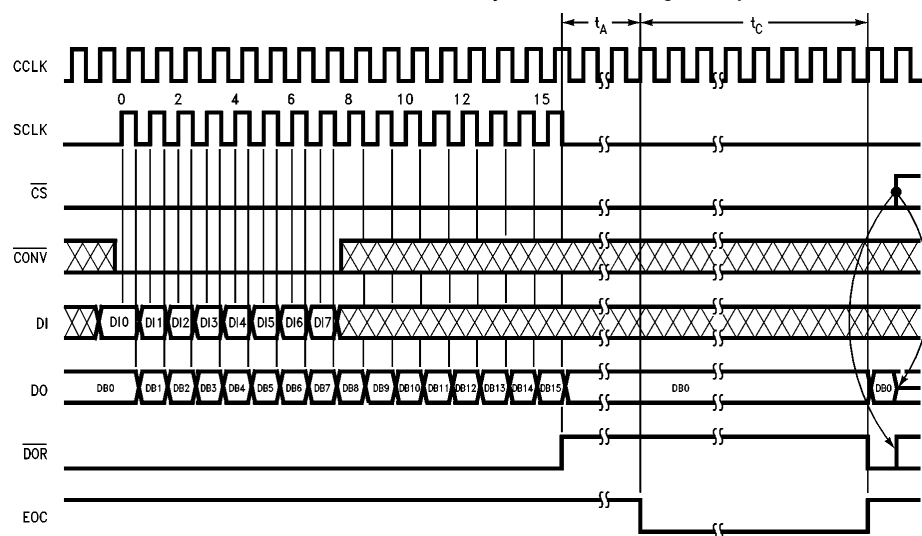 tA tC
CCLK
0 2 4 6 8 10 12 15
SCLK
CS
CONV
DI DI0 DI1 DI2 DI3 DI4 DI5 DI6 DI7
DO DB0 DB1 DB2 DB3 DB4 DB5 DB6 DB7 DB8 DB9 DB10 DB11 DB12 DB13 DB14 DB15 DB0 DB0
DOR
EOC